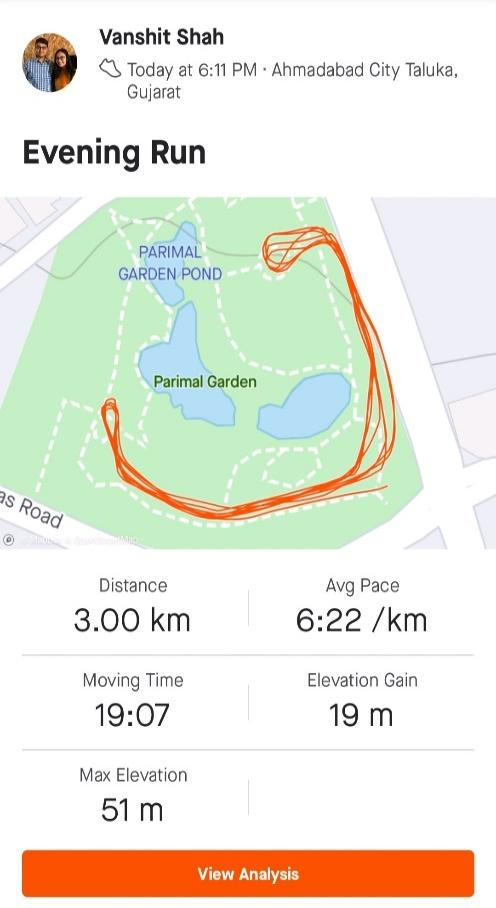 Vanshit Shah
Today at 6:11 PM · Ahmadabad City Taluka,
Gujarat
Evening Run
PARIMAL
GARDEN POND
Parimal Garden
as Road
Distance
Avg Pace
3.00 km
6:22 /km
Moving Time
Elevation Gain
19:07
19 m
Max Elevation
51 m
View Analysis